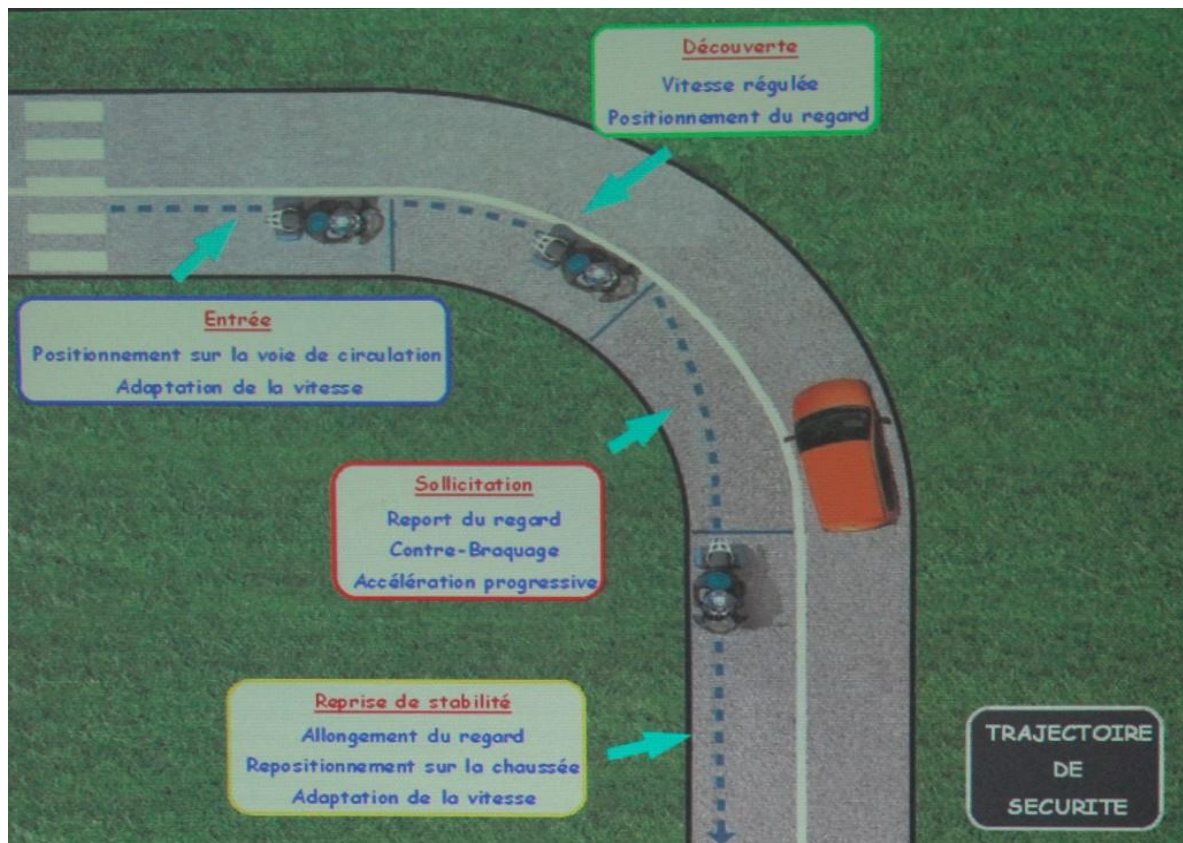 Découverte
Vitesse régulée
Positionnement du regard
Entrée
Positionnement sur la voie de circulation
Adaptation de la vitesse
Sollicitation
Report du regard
Contre-Braquage
Accélération progressive
Reprise de stabilité
Allongement du regard
Repositionnement sur la chaussée
Adaptation de la vitesse
TRAJECTOIRE
DE
SECURITE